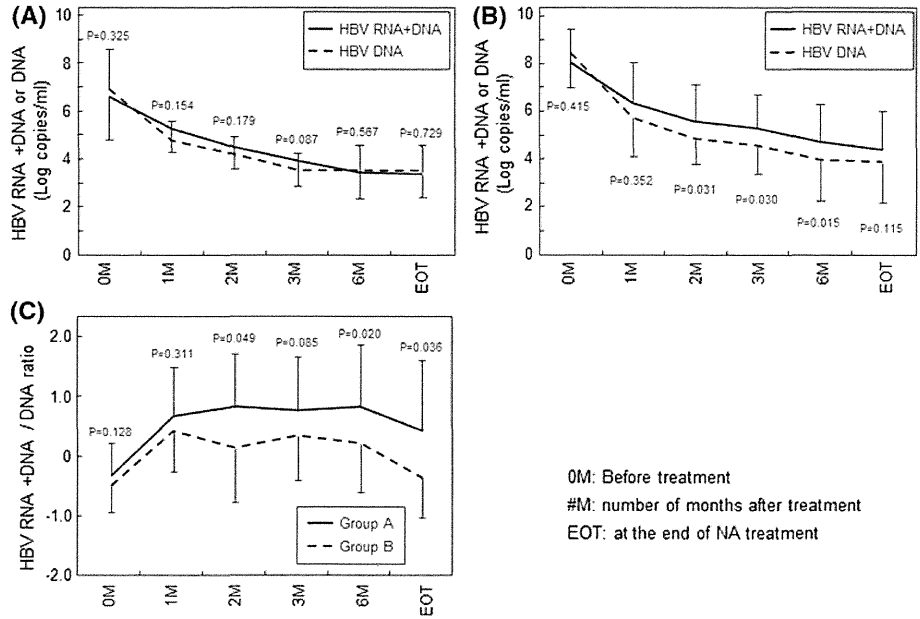 (A)
HBV RNA+DNA
HBV DNA
HBV RNA +DNA or DNA
(Log copies/ml)
10
8
6
4
2
0
P=0.325
P=0.154
P=0.179
P=0.087
P=0.567
P=0.729
0M
1M
2M
3M
6M
EOT
(B)
HBV RNA+DNA
HBV DNA
HBV RNA +DNA or DNA
(Log copies/ml)
10
8
6
4
2
0
P=0.415
P=0.352
P=0.031
P=0.030
P=0.015
P=0.115
0M
1M
2M
3M
6M
EOT
(C)
HBV RNA +DNA / DNA ratio
2.0
1.0
0
-1.0
-2.0
P=0.128
P=0.311
P=0.049
P=0.085
P=0.020
P=0.036
Group A
Group B
0M
1M
2M
3M
6M
EOT
0M: Before treatment
#M: number of months after treatment
EOT: at the end of NA treatment